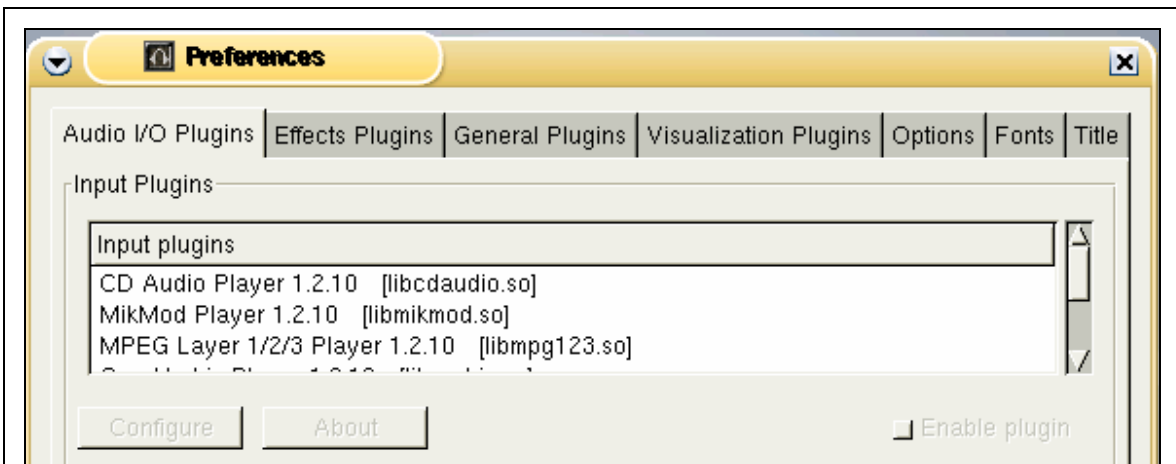 Preferences
Audio I/O Plugins Effects Plugins General Plugins Visualization Plugins Options Fonts Title
Input Plugins
Input plugins
CD Audio Player 1.2.10 [libcdaudio.so]
MikMod Player 1.2.10 [libmikmod.so]
MPEG Layer 1/2/3 Player 1.2.10 [libmpg123.so]
Configure About Enable plugin